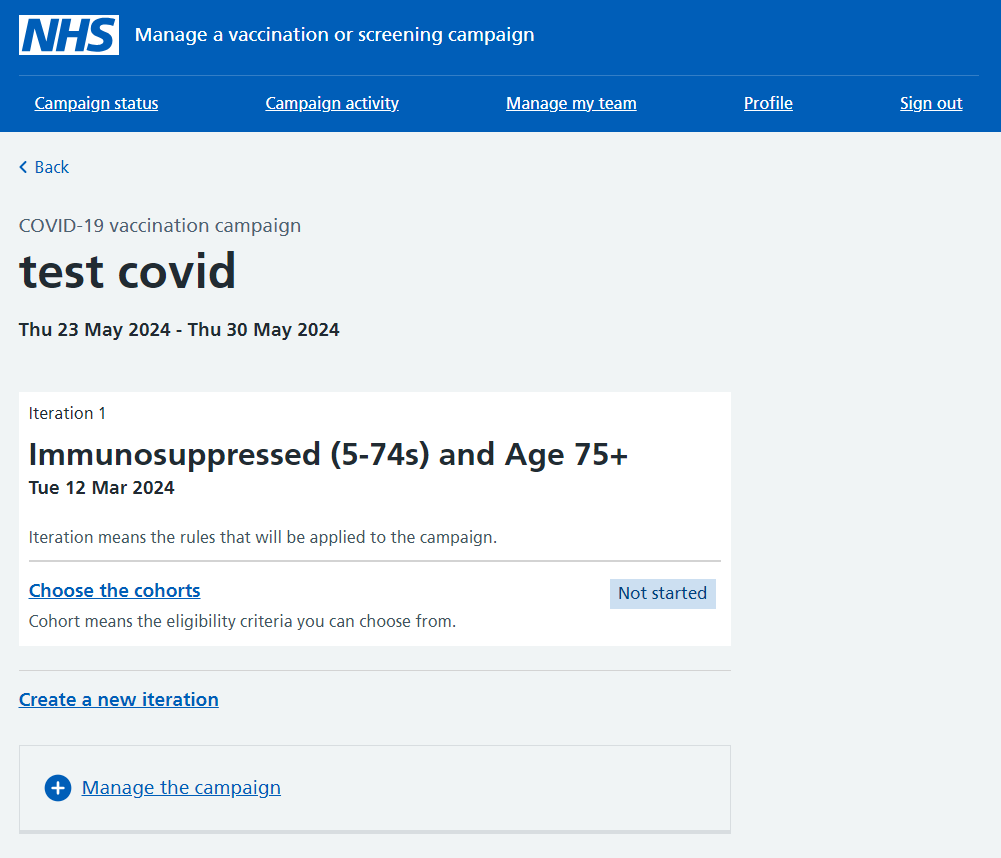 NHS Manage a vaccination or screening campaign
Campaign status Campaign activity Manage my team Profile Sign out
Back
COVID-19 vaccination campaign
test covid
Thu 23 May 2024 - Thu 30 May 2024
Iteration 1
Immunosuppressed (5-74s) and Age 75+
Tue 12 Mar 2024
Iteration means the rules that will be applied to the campaign.
Choose the cohorts Not started
Cohort means the eligibility criteria you can choose from.
Create a new iteration
Manage the campaign